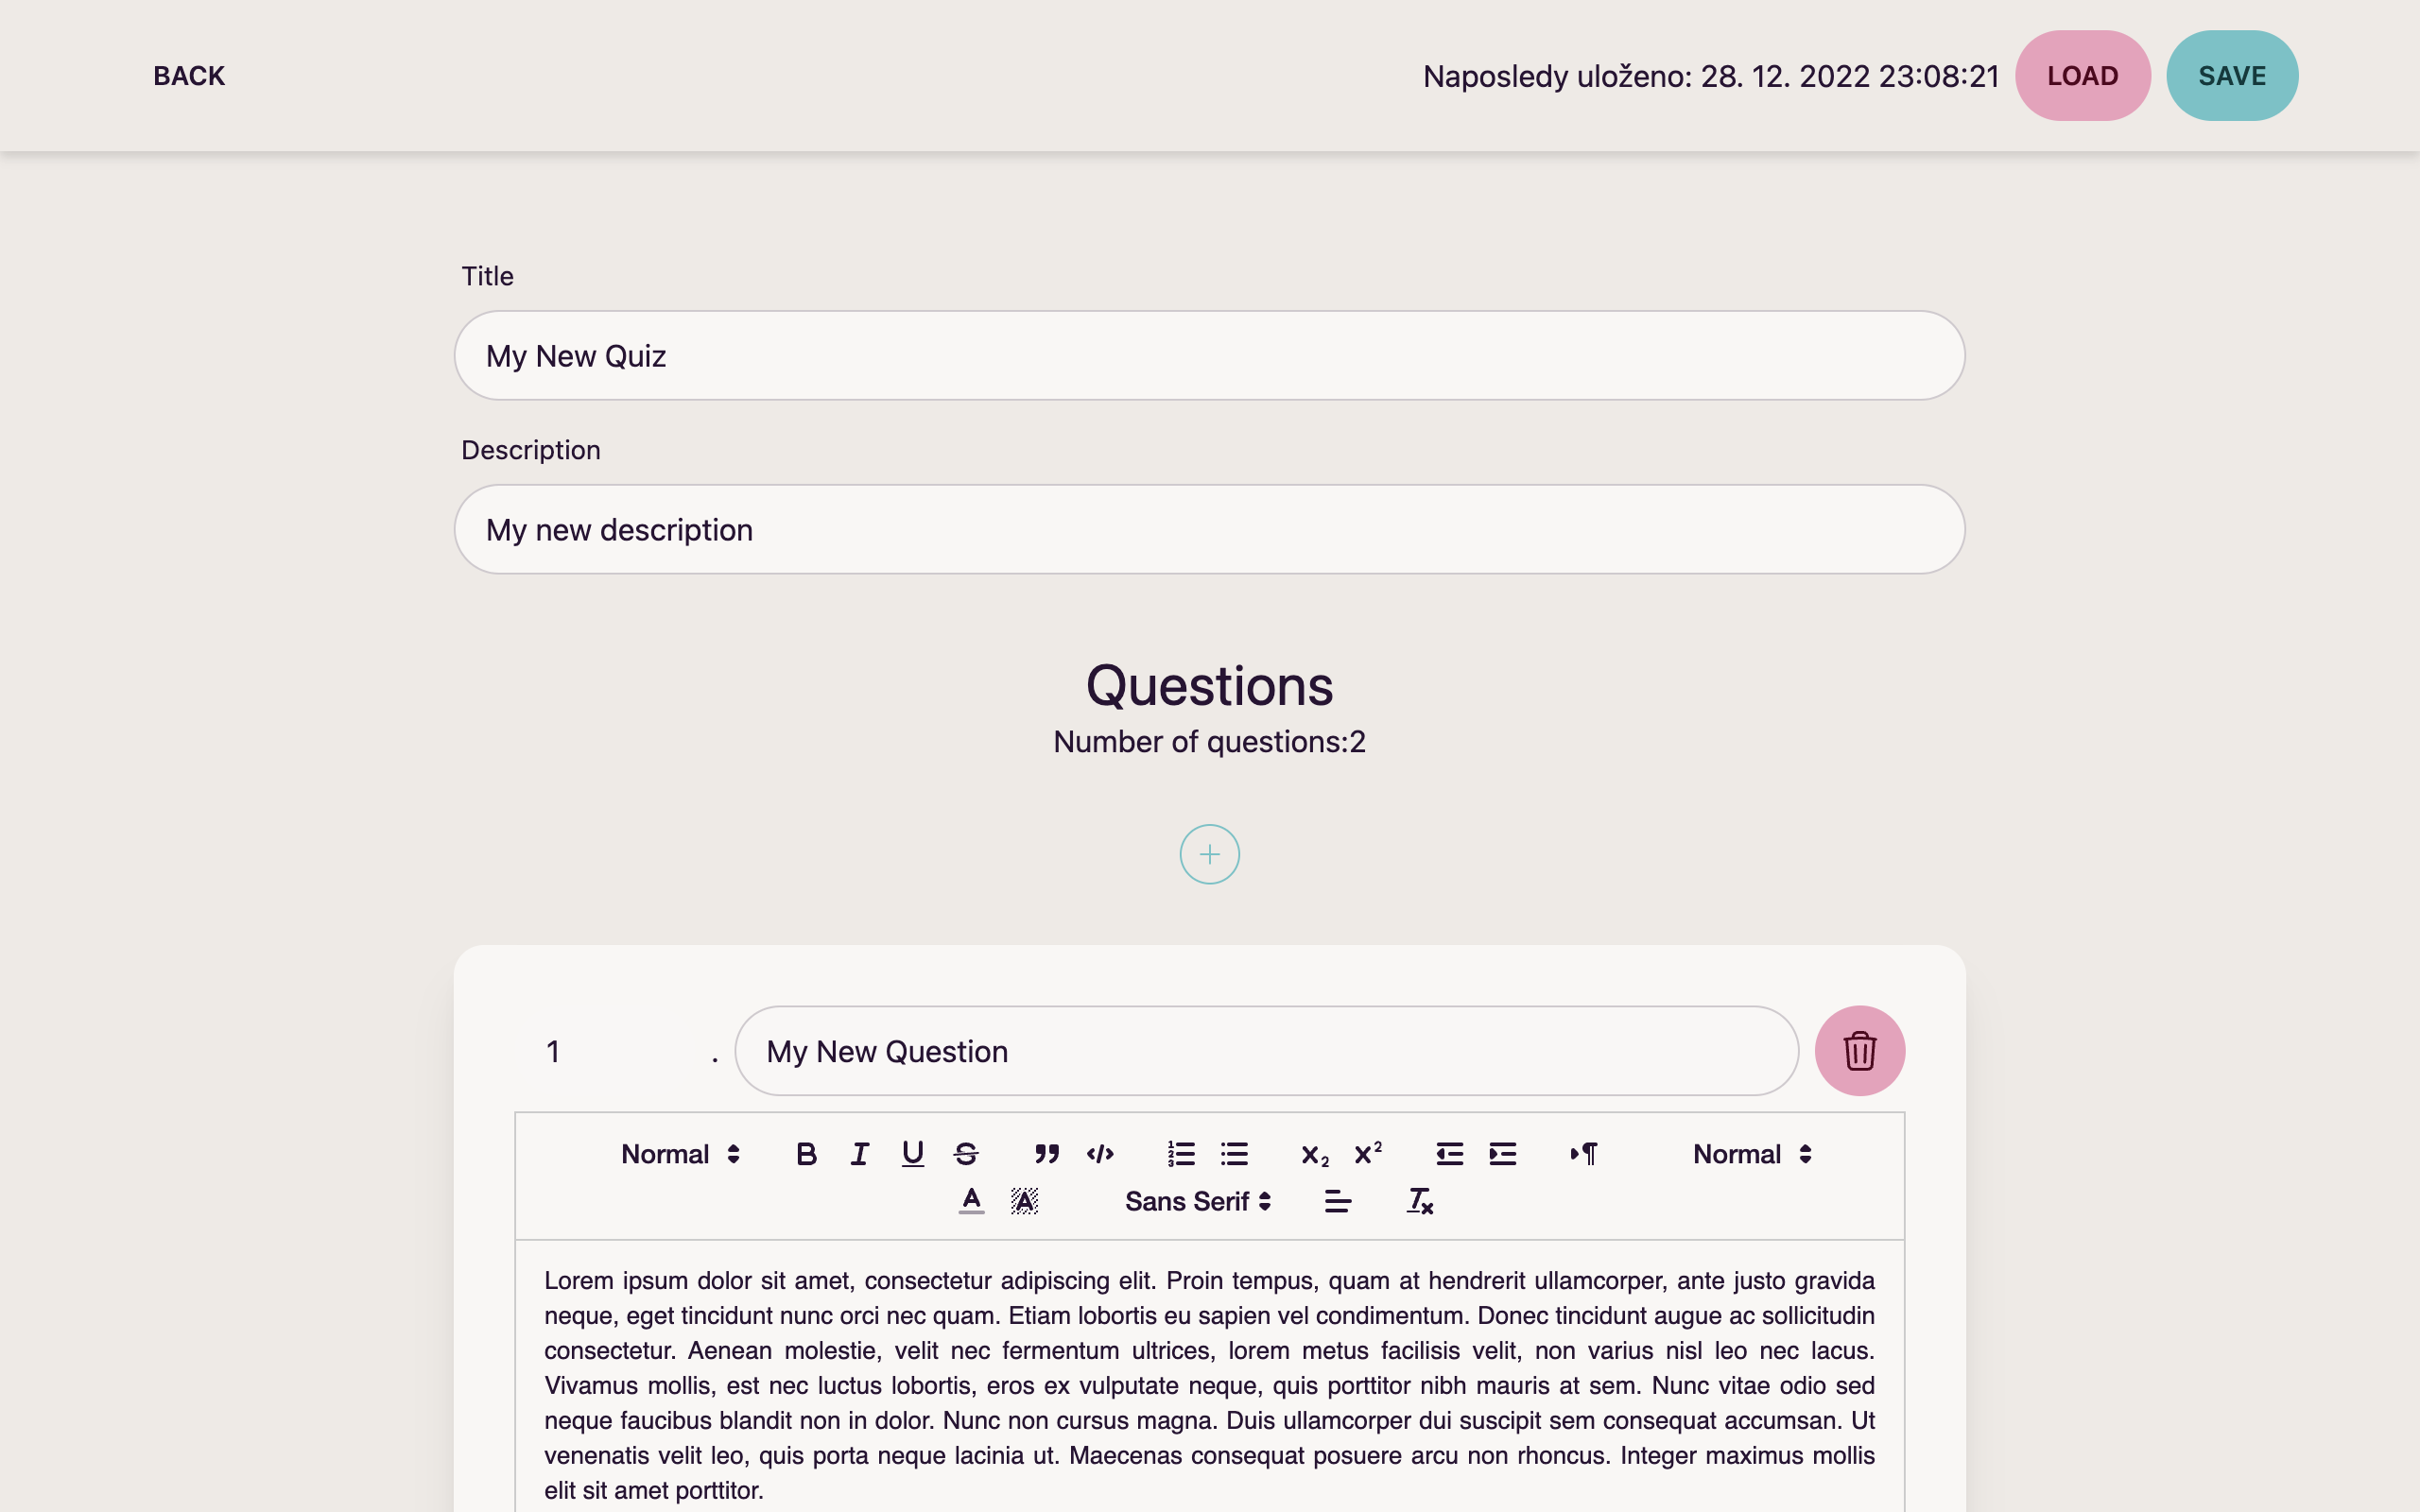 BACK
Naposledy uloženo: 28. 12. 2022 23:08:21
LOAD
SAVE
Title
My New Quiz
Description
My new description
Questions
Number of questions:2
1 . My New Question
Normal
Normal
Sans Serif
Lorem ipsum dolor sit amet, consectetur adipiscing elit. Proin tempus, quam at hendrerit ullamcorper, ante justo gravida
neque, eget tincidunt nunc orci nec quam. Etiam lobortis eu sapien vel condimentum. Donec tincidunt augue ac sollicitudin
consectetur. Aenean molestie, velit nec fermentum ultrices, lorem metus facilisis velit, non varius nisl leo nec lacus.
Vivamus mollis, est nec luctus lobortis, eros ex vulputate neque, quis porttitor nibh mauris at sem. Nunc vitae odio sed
neque faucibus blandit non in dolor. Nunc non cursus magna. Duis ullamcorper dui suscipit sem consequat accumsan. Ut
venenatis velit leo, quis porta neque lacinia ut. Maecenas consequat posuere arcu non rhoncus. Integer maximus mollis
elit sit amet porttitor.